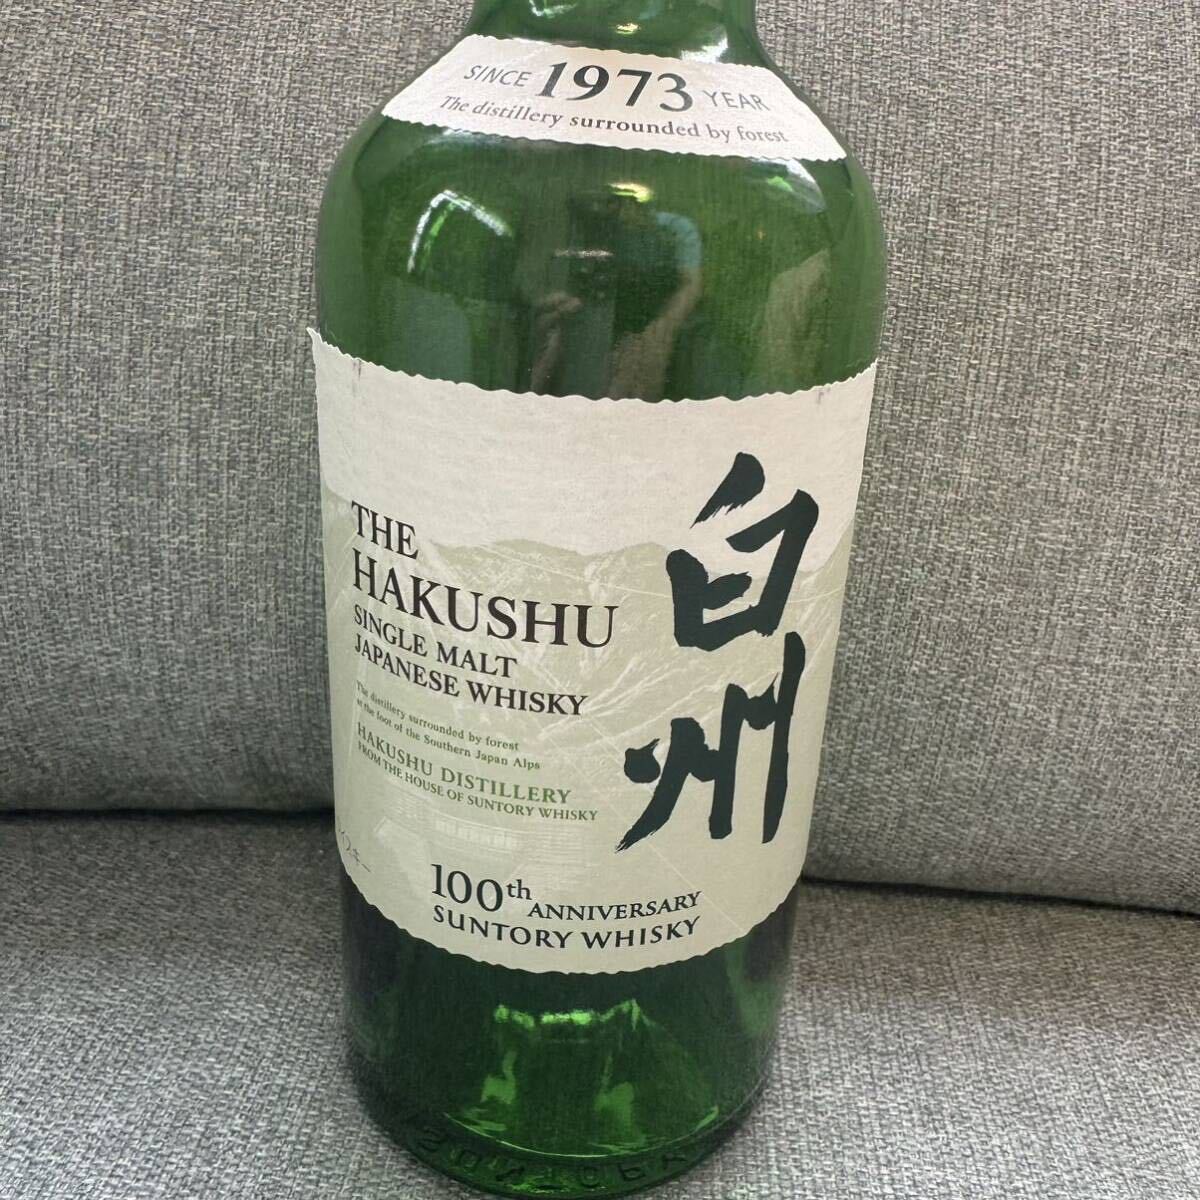 SINCE 1973 YEAR
The distillery surrounded by forest
THE
HAKUSHU
SINGLE MALT
JAPANESE WHISKY
The distillery surrounded by forest
at the foot of the Southern Japan Alps
HAKUSHU DISTILLERY
FROM THE HOUSE OF SUNTORY WHISKY
白州
100th ANNIVERSARY
SUNTORY WHISKY